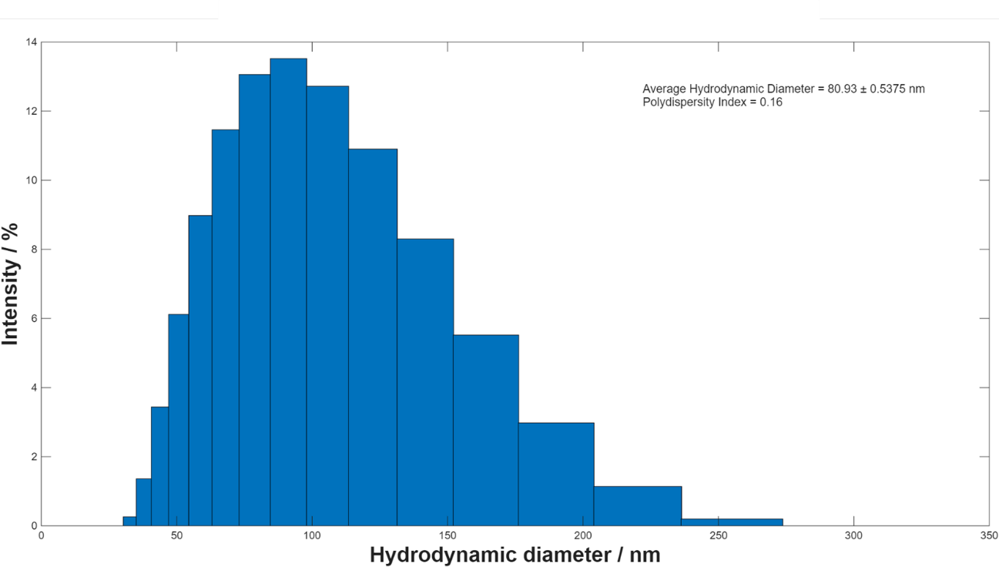 14
12
10
8
6
4
2
0
Intensity / %
Average Hydrodynamic Diameter = 80.93 ± 0.5375 nm
Polydispersity Index = 0.16
0 50 100 150 200 250 300 350
Hydrodynamic diameter / nm